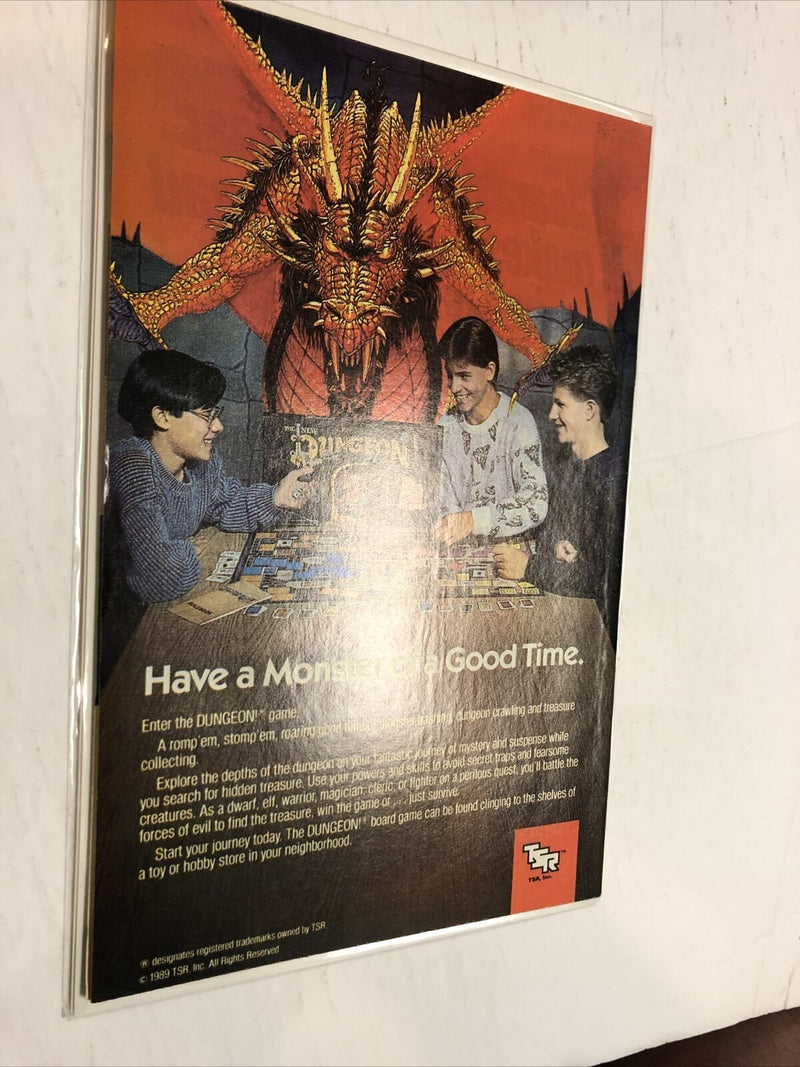 THE NEW
DUNGEON!
Have a Monster of a Good Time.
Enter the DUNGEON!® game.
A romp 'em, stomp 'em, roaring good time of monster bashing, dungeon crawling and treasure
collecting.
Explore the depths of the dungeon on your fantastic journey of mystery and suspense while
you search for hidden treasure. Use your powers and skills to avoid secret traps and fearsome
creatures. As a dwarf, elf, warrior, magician, cleric, or fighter on a perilous quest, you'll battle the
forces of evil to find the treasure, win the game or . . . just survive.
Start your journey today. The DUNGEON!® board game can be found clinging to the shelves of
a toy or hobby store in your neighborhood.
TSR™
TSR, Inc.
® designates registered trademarks owned by TSR
© 1989 TSR, Inc. All Rights Reserved